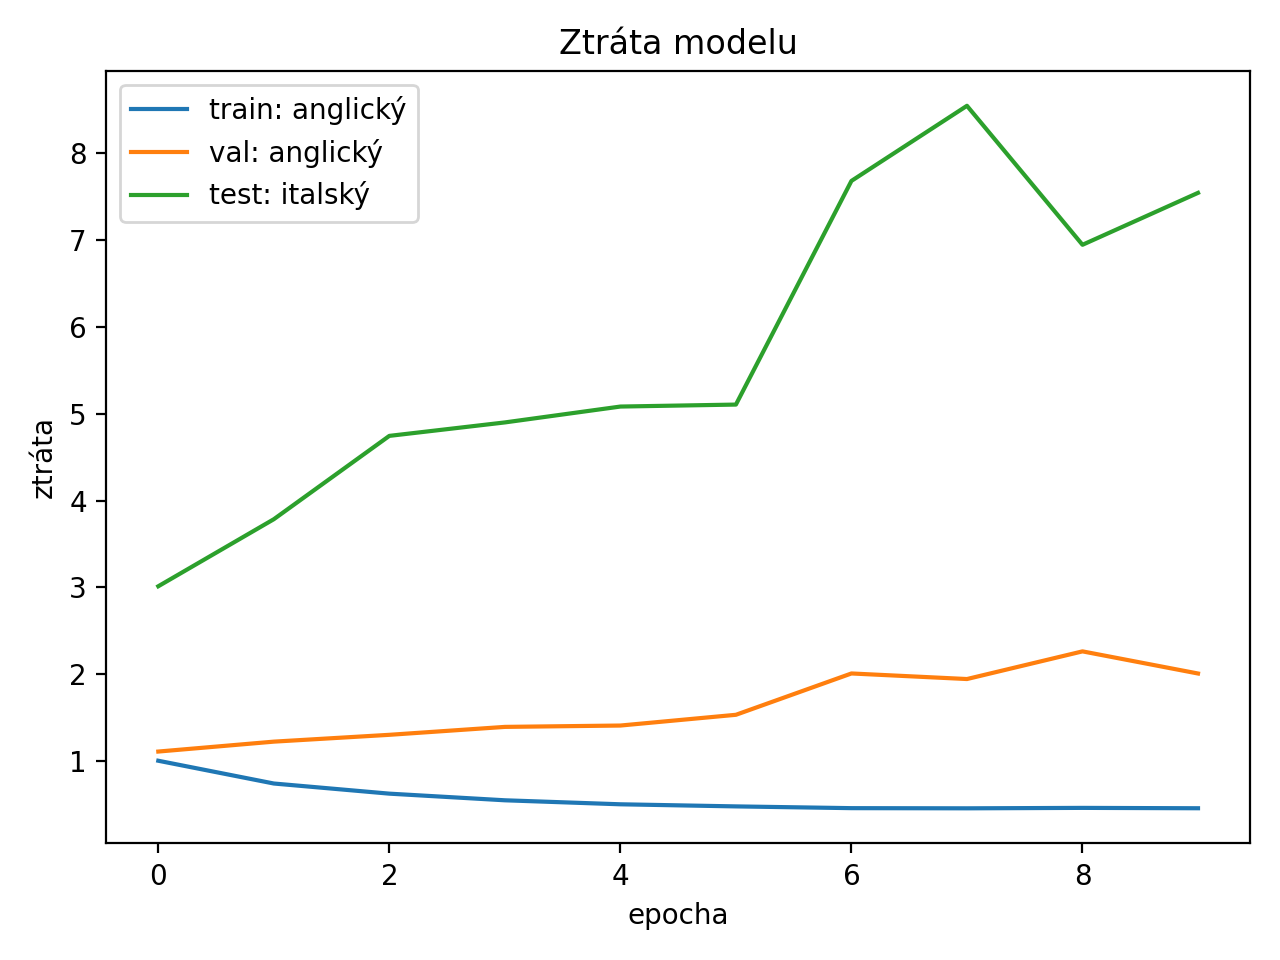 Ztráta modelu
train: anglický
val: anglický
test: italský
8
7
6
5
4
3
2
1
ztráta
0 2 4 6 8
epocha